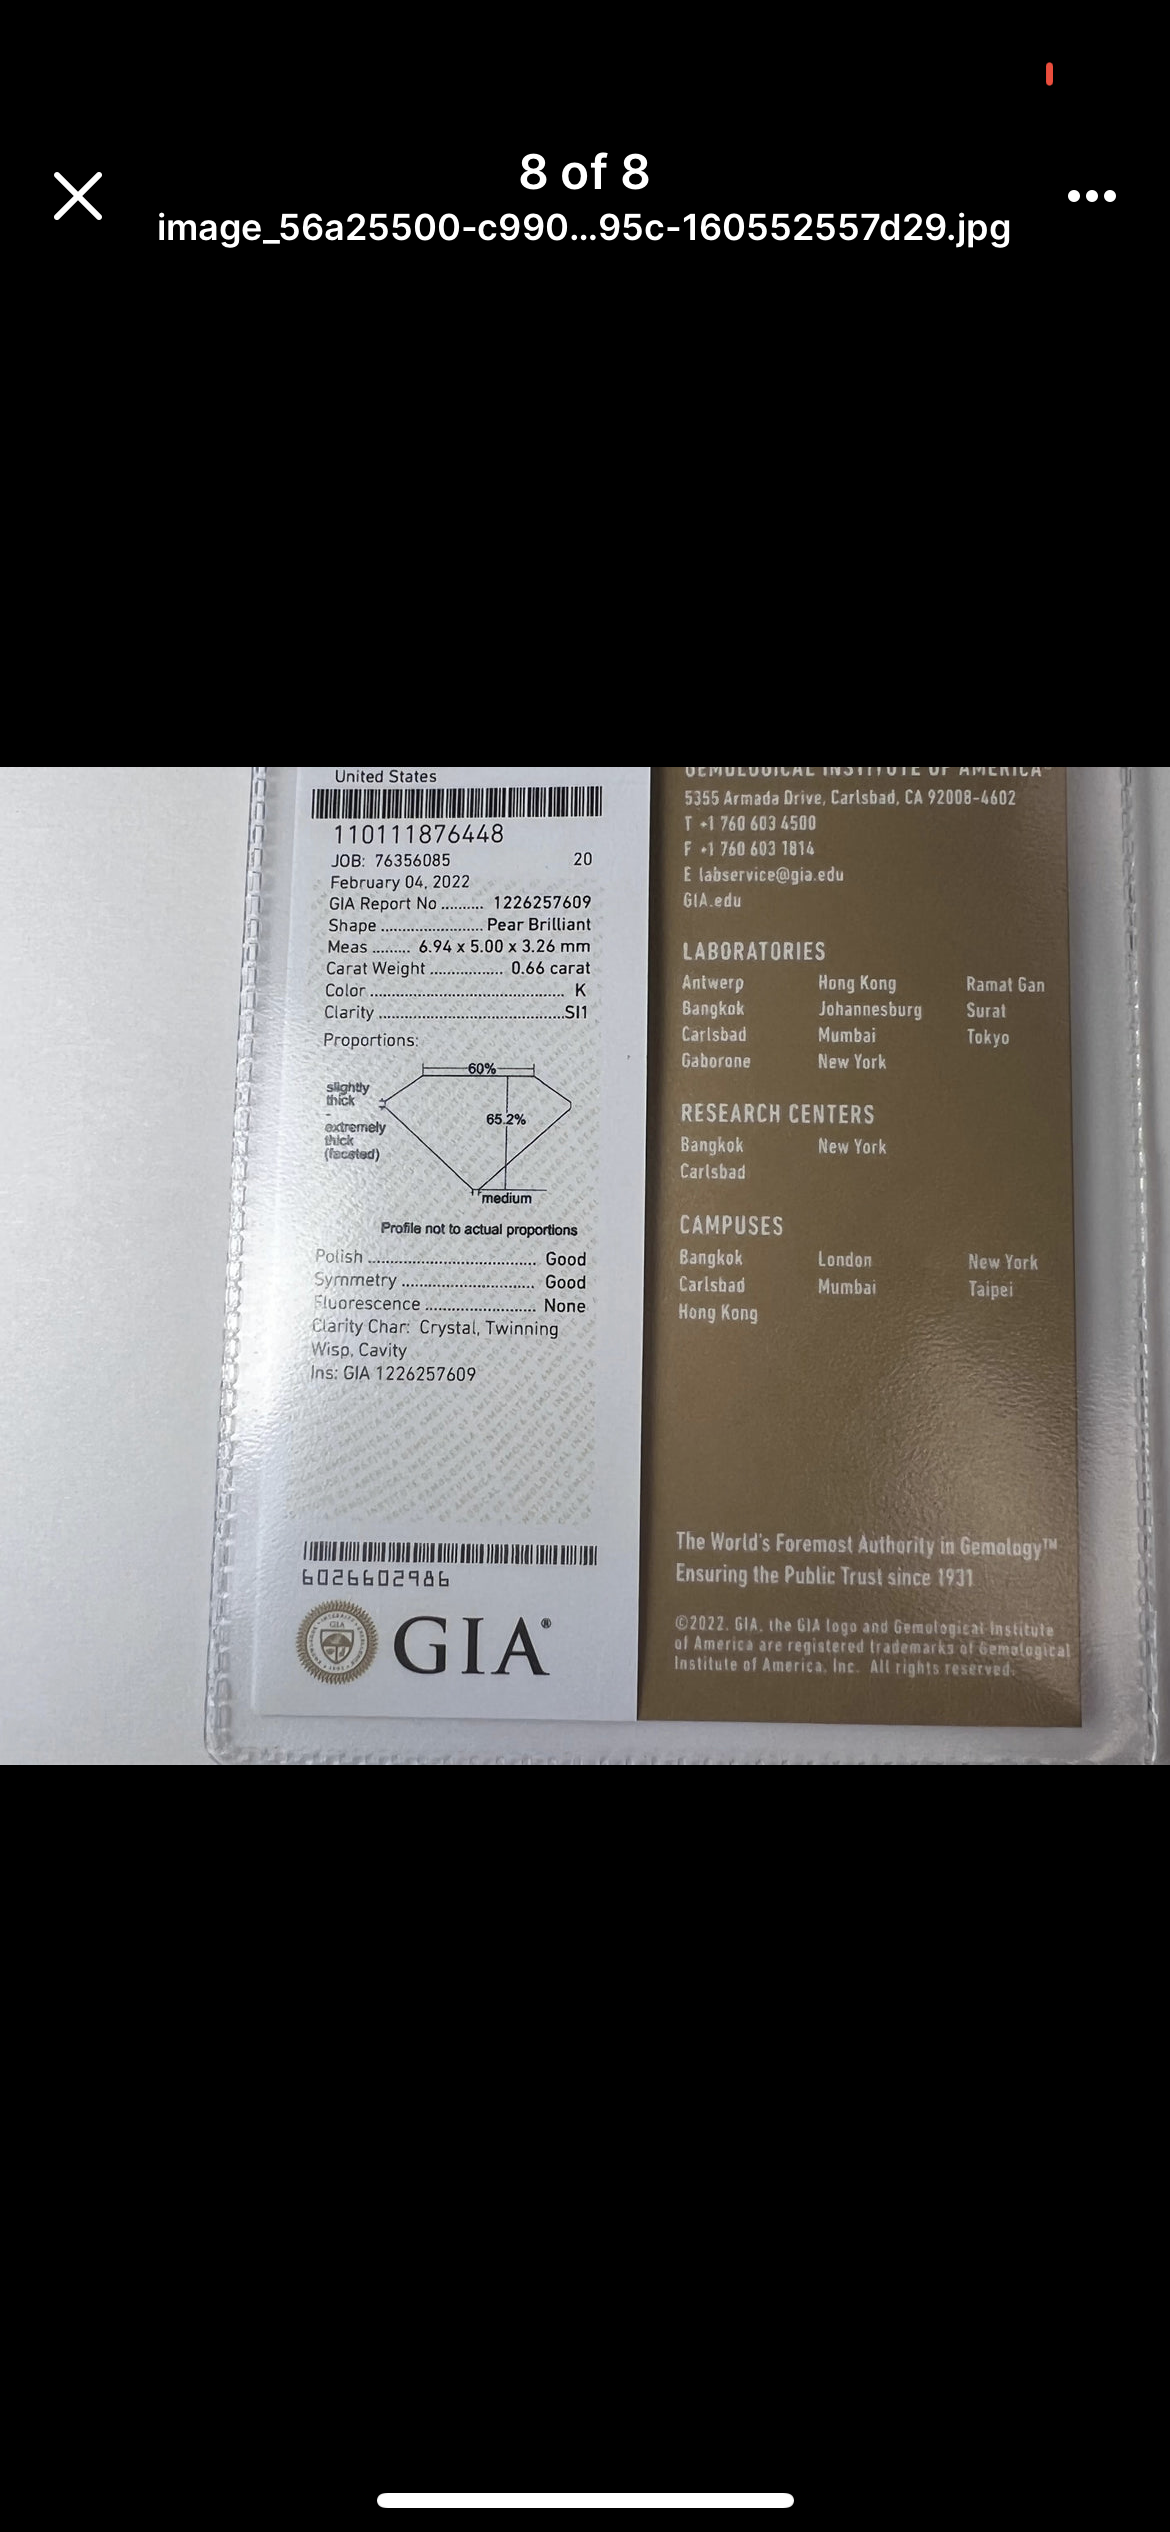 8 of 8
image_56a25500-c990...95c-160552557d29.jpg
United States
110111876448
JOB: 76356085 20
February 04, 2022
GIA Report No .......... 1226257609
Shape ........................ Pear Brilliant
Meas ......... 6.94 x 5.00 x 3.26 mm
Carat Weight ................. 0.66 carat
Color ............................................. K
Clarity .............................................SI1
Proportions:
60%
slightly
thick
-
extremely
thick
(faceted)
65.2%
medium
Profile not to actual proportions
Polish ....................................... Good
Symmetry ............................... Good
Fluorescence ......................... None
Clarity Char: Crystal, Twinning
Wisp, Cavity
Ins: GIA 1226257609
6026602986
GIA®
GEMOLOGICAL INSTITUTE OF AMERICA
5355 Armada Drive, Carlsbad, CA 92008-4602
T +1 760 603 4500
F +1 760 603 1814
E labservice@gia.edu
GIA.edu
LABORATORIES
Antwerp Hong Kong Ramat Gan
Bangkok Johannesburg Surat
Carlsbad Mumbai Tokyo
Gaborone New York
RESEARCH CENTERS
Bangkok New York
Carlsbad
CAMPUSES
Bangkok London New York
Carlsbad Mumbai Taipei
Hong Kong
The World's Foremost Authority in Gemology™
Ensuring the Public Trust since 1931
©2022. GIA, the GIA logo and Gemological Institute
of America are registered trademarks of Gemological
Institute of America, Inc. All rights reserved.